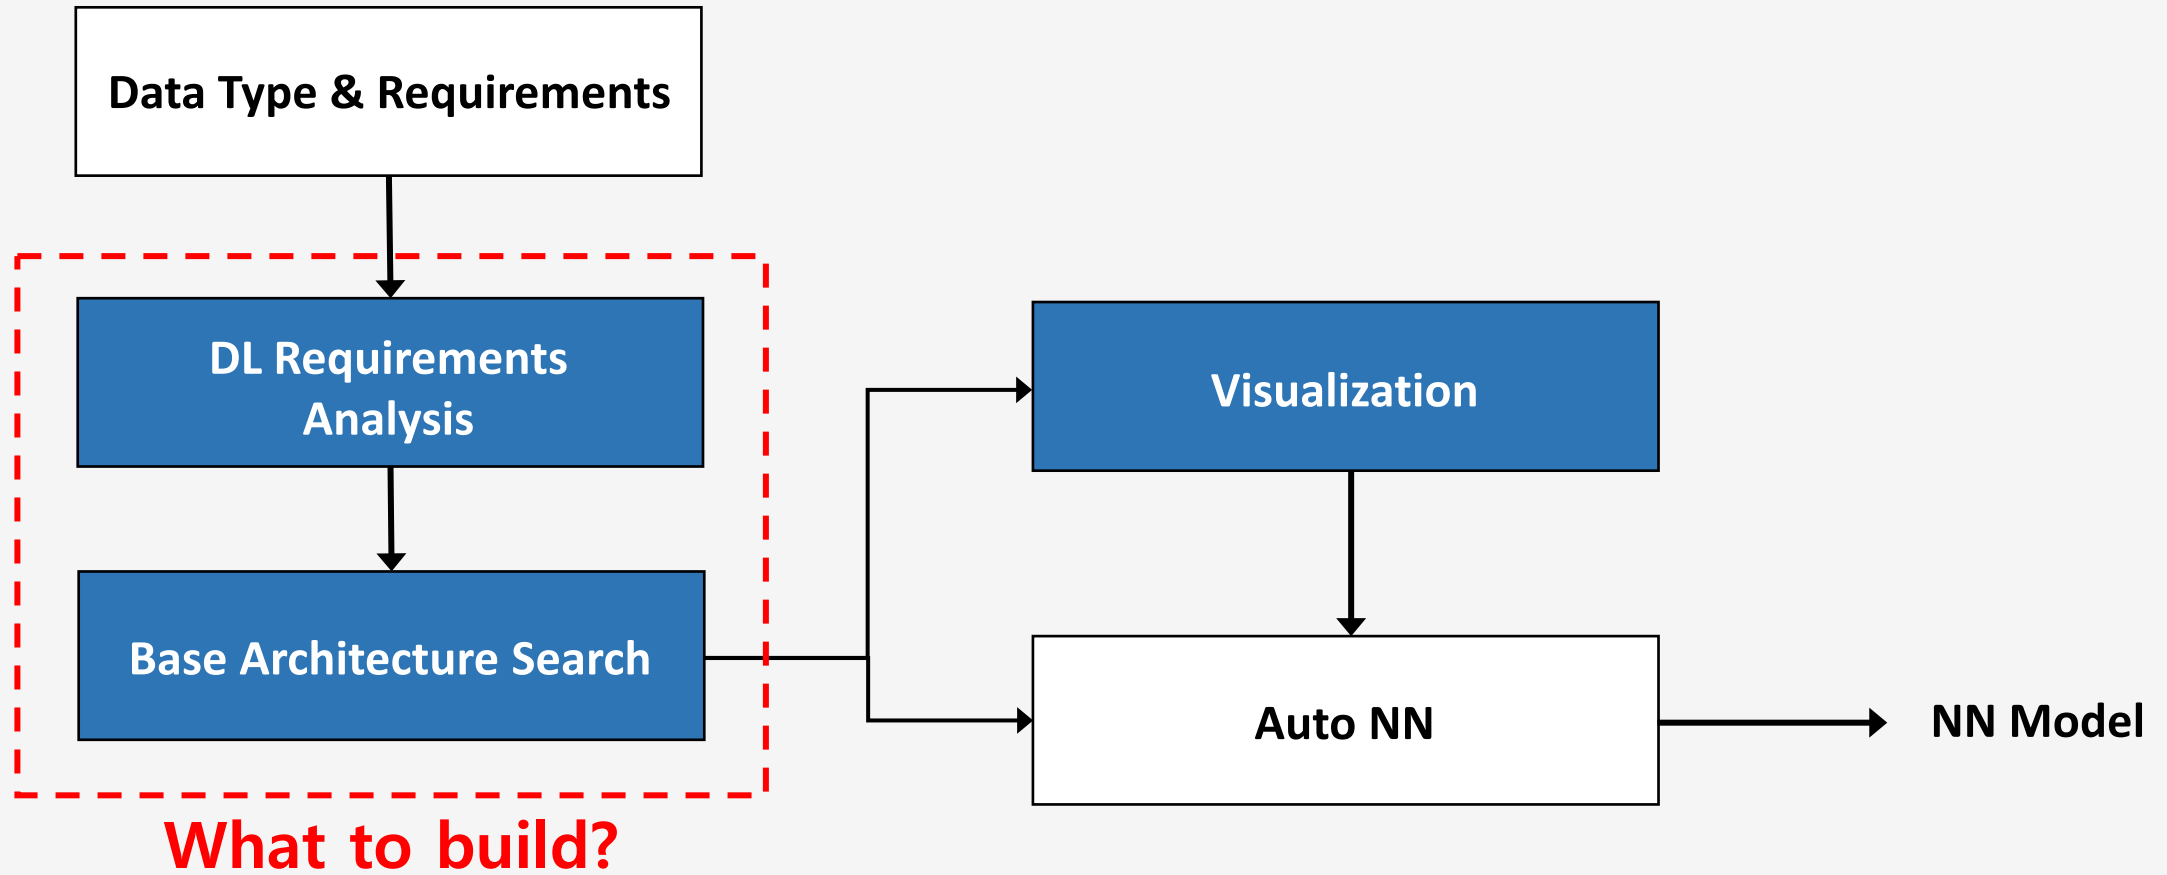 Data Type & Requirements
DL Requirements
Analysis
Base Architecture Search
What to build?
Visualization
Auto NN
NN Model